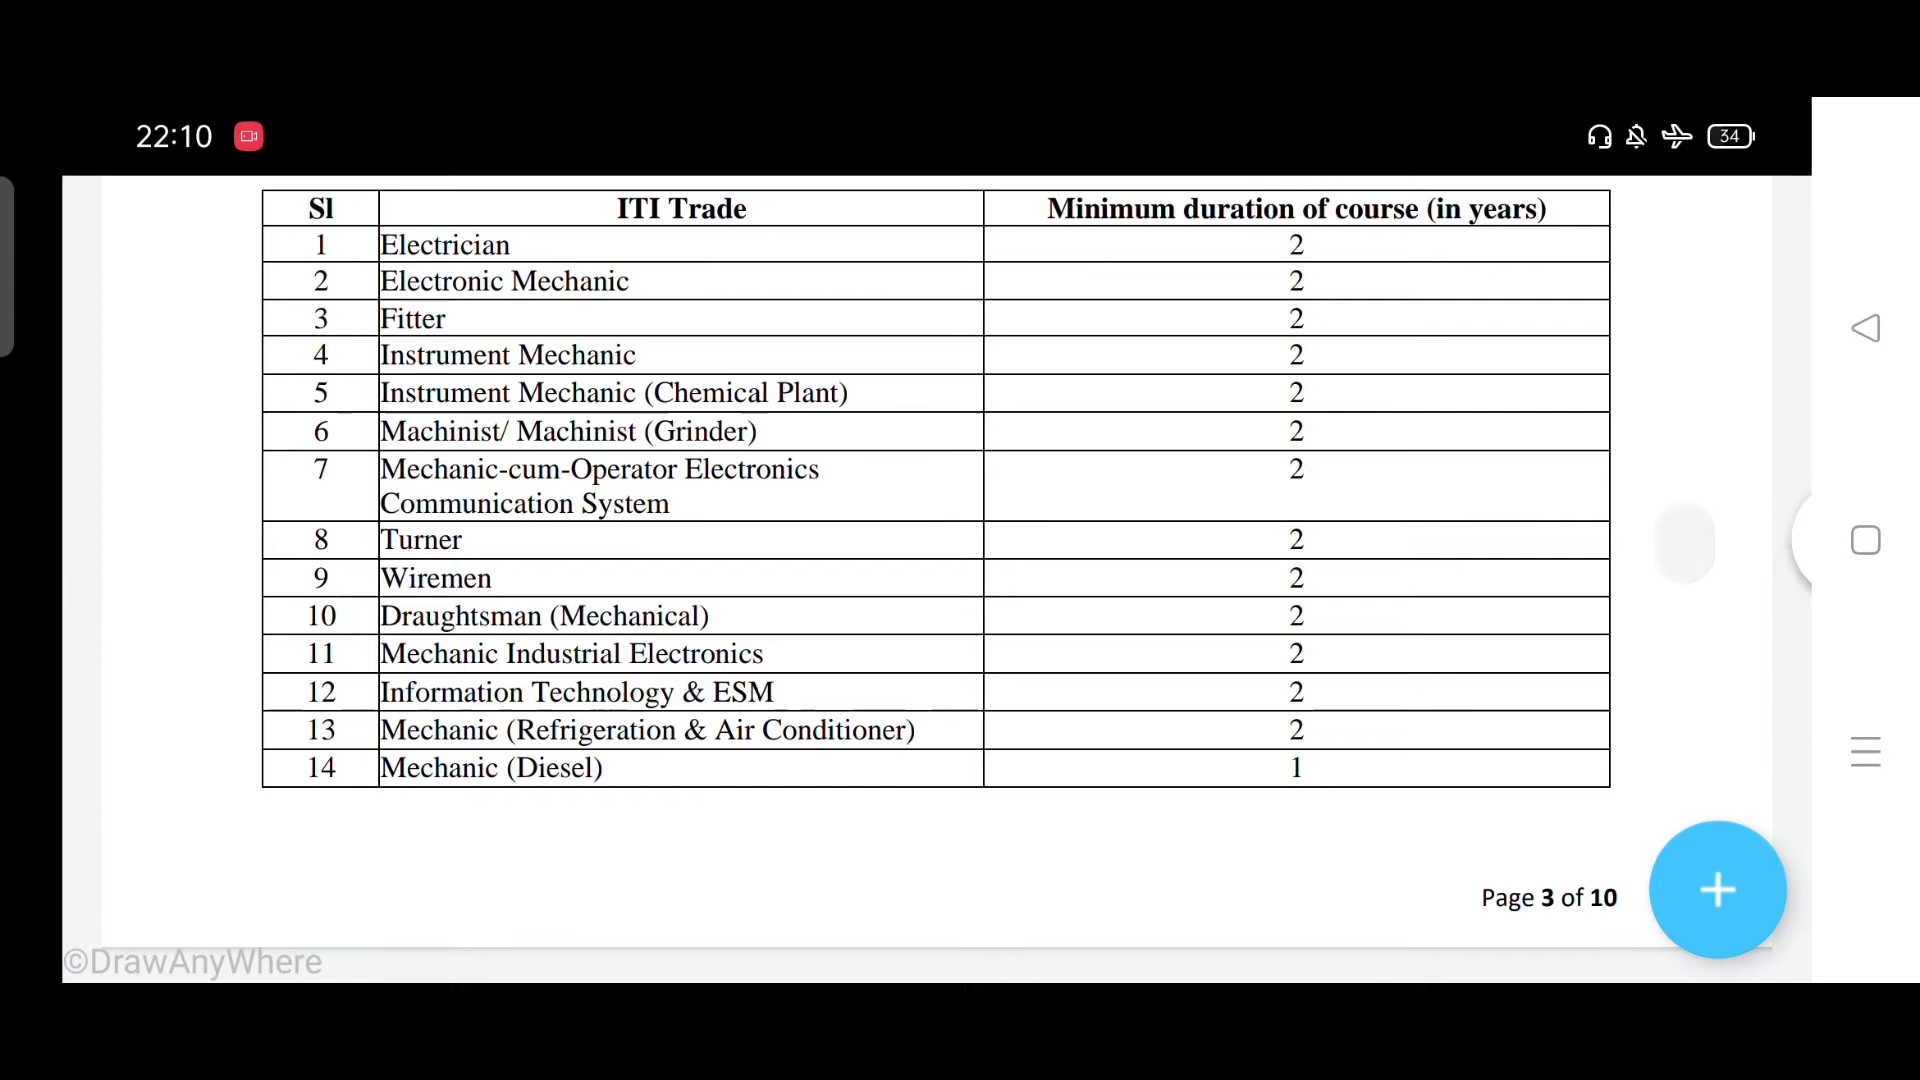 22:10
34
Sl ITI Trade Minimum duration of course (in years)
1 Electrician 2
2 Electronic Mechanic 2
3 Fitter 2
4 Instrument Mechanic 2
5 Instrument Mechanic (Chemical Plant) 2
6 Machinist/ Machinist (Grinder) 2
7 Mechanic-cum-Operator Electronics 2
Communication System
8 Turner 2
9 Wiremen 2
10 Draughtsman (Mechanical) 2
11 Mechanic Industrial Electronics 2
12 Information Technology & ESM 2
13 Mechanic (Refrigeration & Air Conditioner) 2
14 Mechanic (Diesel) 1
Page 3 of 10
©DrawAnyWhere